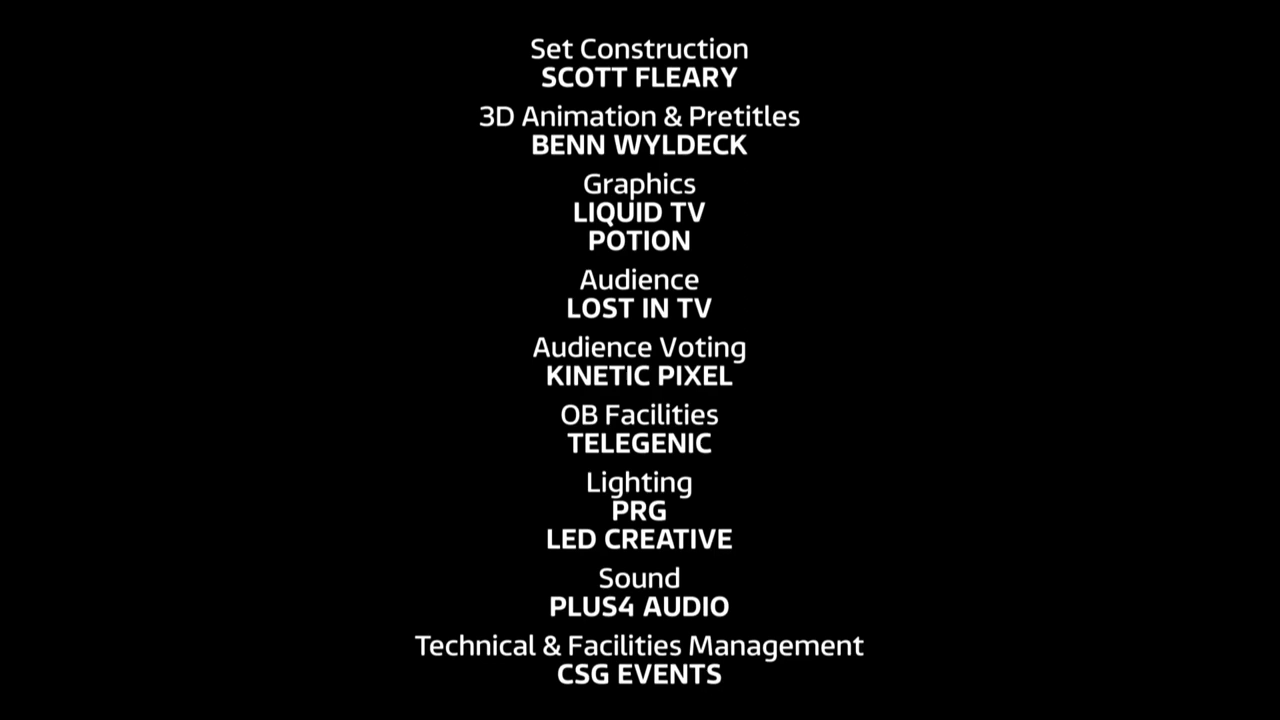 Set Construction
SCOTT FLEARY
3D Animation & Pretitles
BENN WYLDECK
Graphics
LIQUID TV
POTION
Audience
LOST IN TV
Audience Voting
KINETIC PIXEL
OB Facilities
TELEGENIC
Lighting
PRG
LED CREATIVE
Sound
PLUS4 AUDIO
Technical & Facilities Management
CSG EVENTS